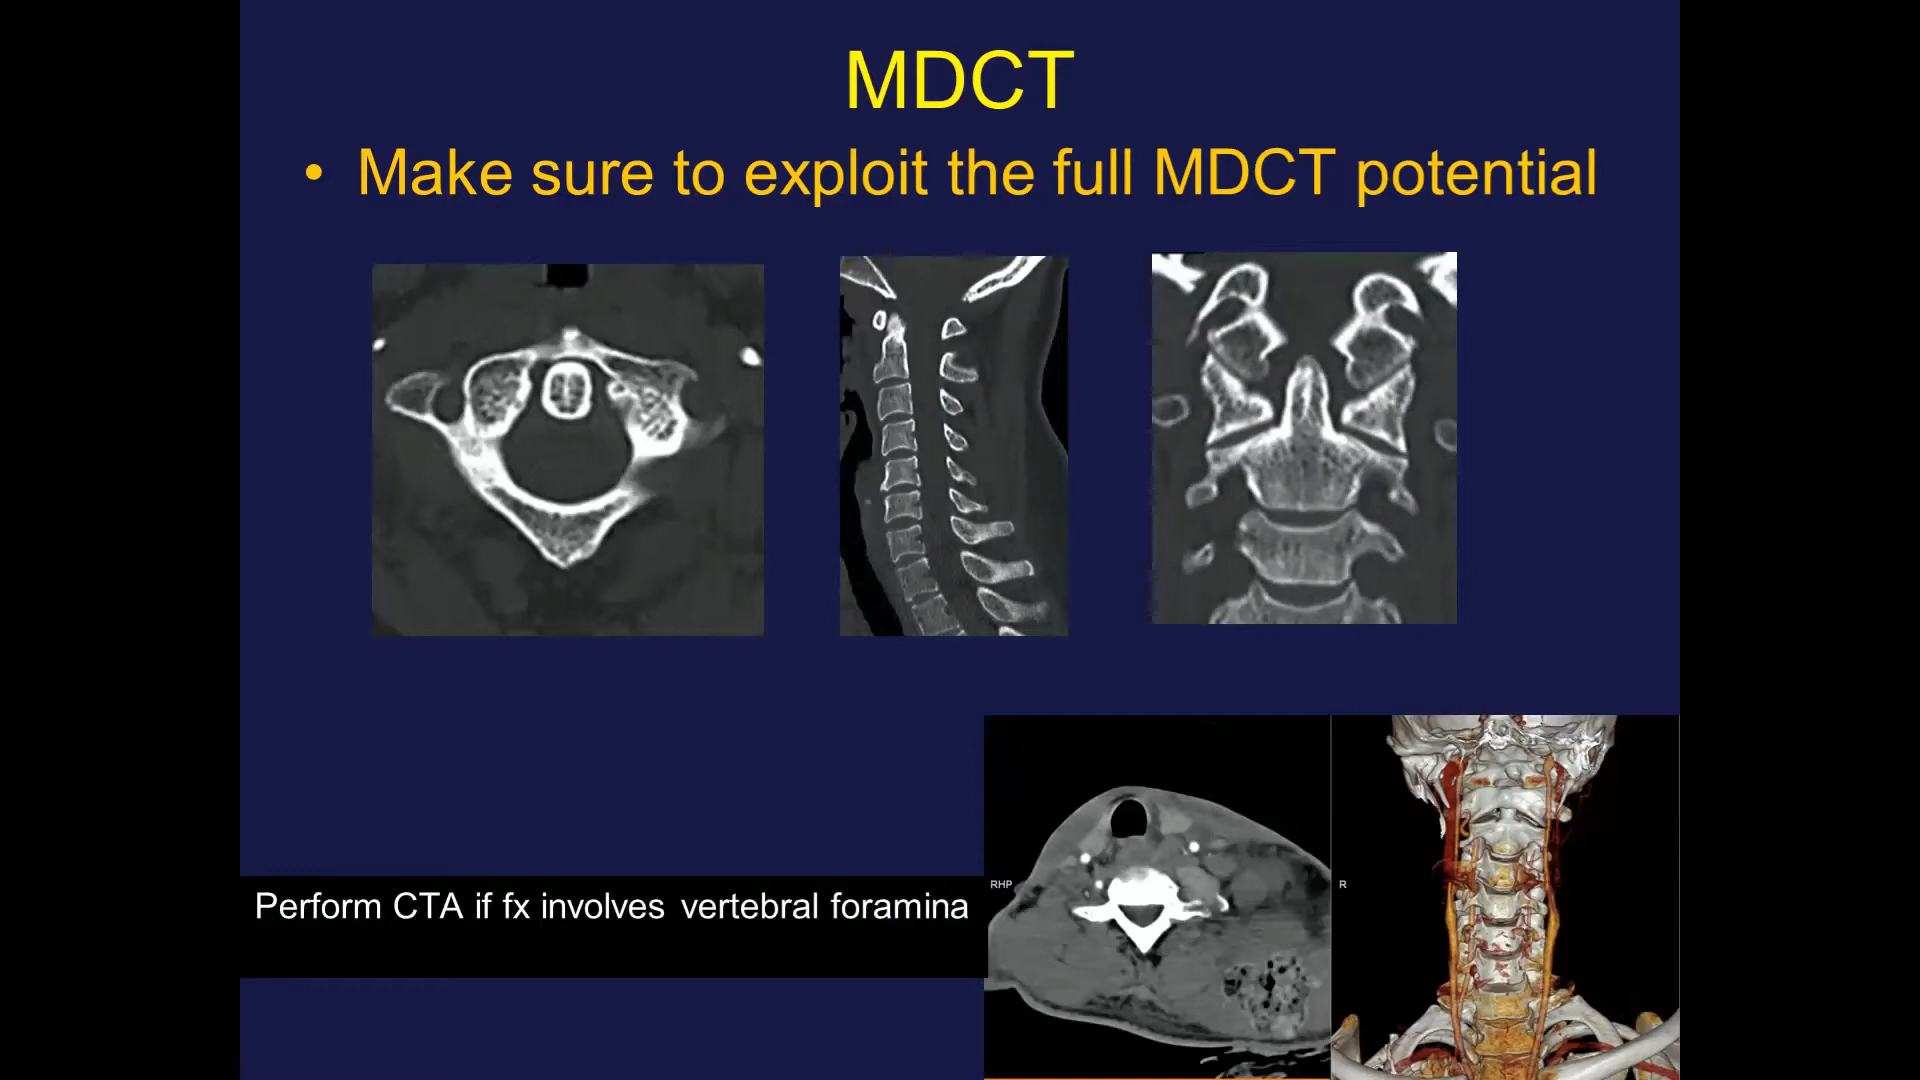 MDCT
• Make sure to exploit the full MDCT potential
Perform CTA if fx involves vertebral foramina
RHP
R